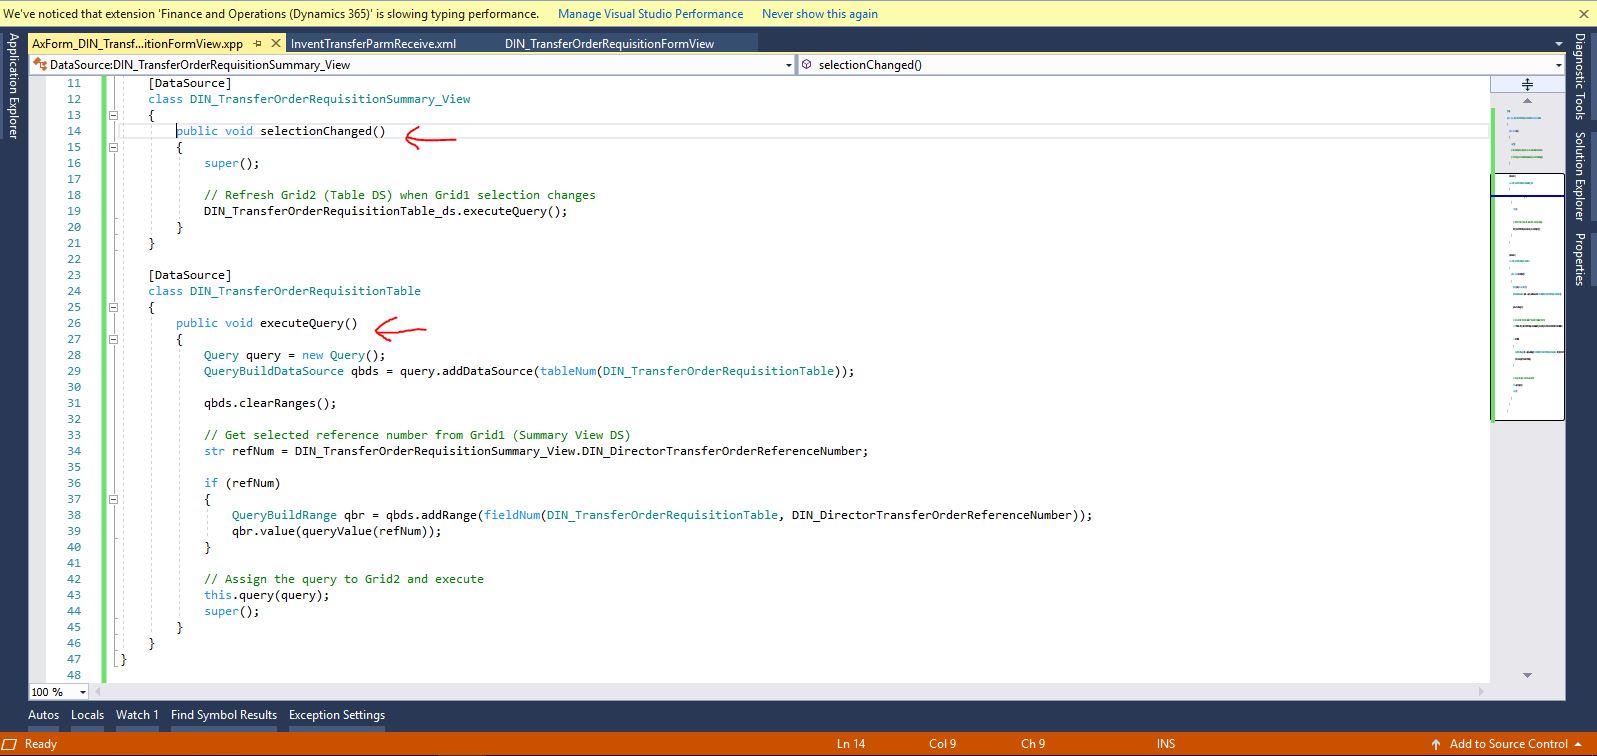 We've noticed that extension 'Finance and Operations (Dynamics 365)' is slowing typing performance. Manage Visual Studio Performance Never show this again
AxForm_DIN_Transf...itionFormView.xpp InventTransferParmReceive.xml DIN_TransferOrderRequisitionFormView
DataSource:DIN_TransferOrderRequisitionSummary_View selectionChanged()
Application Explorer
11 [DataSource]
12 class DIN_TransferOrderRequisitionSummary_View
13 {
14 public void selectionChanged()
15 {
16 super();
17
18 // Refresh Grid2 (Table DS) when Grid1 selection changes
19 DIN_TransferOrderRequisitionTable_ds.executeQuery();
20 }
21 }
22
23 [DataSource]
24 class DIN_TransferOrderRequisitionTable
25 {
26 public void executeQuery()
27 {
28 Query query = new Query();
29 QueryBuildDataSource qbds = query.addDataSource(tableNum(DIN_TransferOrderRequisitionTable));
30
31 qbds.clearRanges();
32
33 // Get selected reference number from Grid1 (Summary View DS)
34 str refNum = DIN_TransferOrderRequisitionSummary_View.DIN_DirectorTransferOrderReferenceNumber;
35
36 if (refNum)
37 {
38 QueryBuildRange qbr = qbds.addRange(fieldNum(DIN_TransferOrderRequisitionTable, DIN_DirectorTransferOrderReferenceNumber));
39 qbr.value(queryValue(refNum));
40 }
41
42 // Assign the query to Grid2 and execute
43 this.query(query);
44 super();
45 }
46 }
47 }
48
Diagnostic Tools
Solution Explorer
Properties
100 %
Autos Locals Watch 1 Find Symbol Results Exception Settings
Ready Ln 14 Col 9 Ch 9 INS Add to Source Control